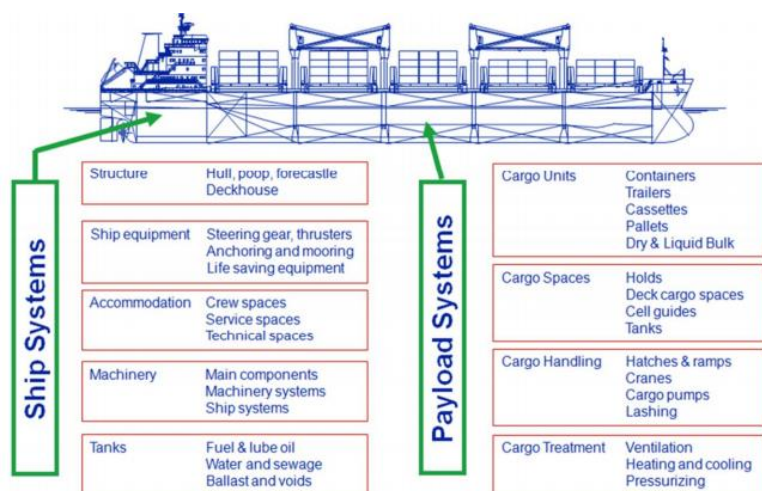 Ship Systems
Structure Hull, poop, forecastle
Deckhouse
Ship equipment Steering gear, thrusters
Anchoring and mooring
Life saving equipment
Accommodation Crew spaces
Service spaces
Technical spaces
Machinery Main components
Machinery systems
Ship systems
Tanks Fuel & lube oil
Water and sewage
Ballast and voids
Payload Systems
Cargo Units Containers
Trailers
Cassettes
Pallets
Dry & Liquid Bulk
Cargo Spaces Holds
Deck cargo spaces
Cell guides
Tanks
Cargo Handling Hatches & ramps
Cranes
Cargo pumps
Lashing
Cargo Treatment Ventilation
Heating and cooling
Pressurizing